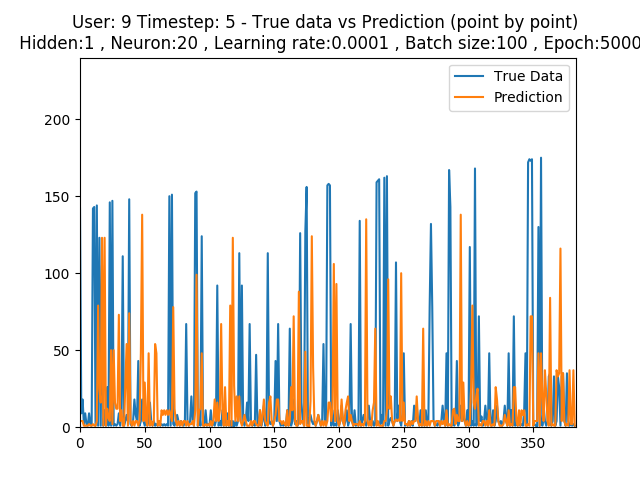 User: 9 Timestep: 5 - True data vs Prediction (point by point)
Hidden:1 , Neuron:20 , Learning rate:0.0001 , Batch size:100 , Epoch:5000
True Data
Prediction
200
150
100
50
0
0 50 100 150 200 250 300 350